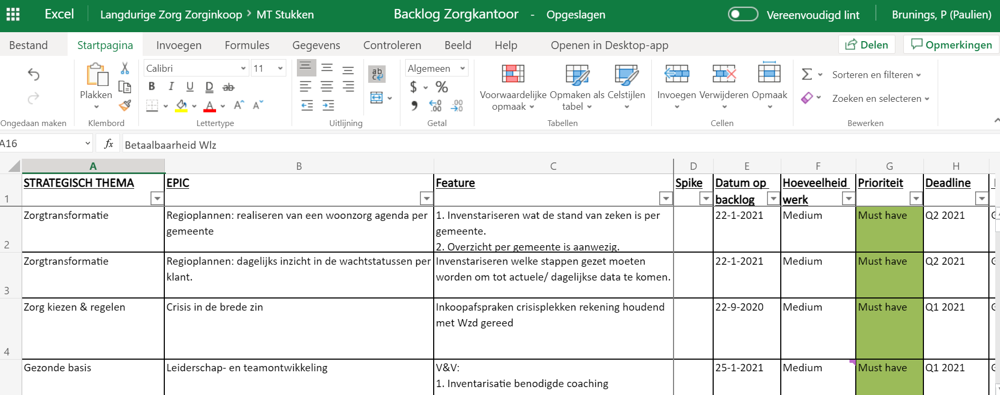 Excel Langdurige Zorg Zorginkoop > MT Stukken Backlog Zorgkantoor - Opgeslagen Vereenvoudigd lint Brunings, P (Paulien)
Bestand Startpagina Invoegen Formules Gegevens Controleren Beeld Help Openen in Desktop-app Delen Opmerkingen
Calibri 11 Algemeen
Plakken
B I U D ab
$ %
Voorwaardelijke opmaak
Opmaken als tabel
Celstijlen
Invoegen Verwijderen Opmaak
Σ Sorteren en filteren
Zoeken en selecteren
Ongedaan maken Klembord Lettertype Uitlijning Getal Tabellen Cellen Bewerken
A16 fx Betaalbaarheid Wlz
A B C D E F G H
1 STRATEGISCH THEMA EPIC Feature Spike Datum op backlog Hoeveelheid werk Prioriteit Deadline
2 Zorgtransformatie
Regioplannen: realiseren van een woonzorg agenda per
gemeente
1. Invenstariseren wat de stand van zeken is per
gemeente.
2. Overzicht per gemeente is aanwezig.
22-1-2021 Medium Must have Q2 2021
3 Zorgtransformatie
Regioplannen: dagelijks inzicht in de wachtstatussen per
klant.
Invenstariseren welke stappen gezet moeten
worden om tot actuele/ dagelijkse data te komen.
22-1-2021 Medium Must have Q2 2021
4 Zorg kiezen & regelen
Crisis in de brede zin
Inkoopafspraken crisisplekken rekening houdend
met Wzd gereed
22-9-2020 Medium Must have Q1 2021
Gezonde basis
Leiderschap- en teamontwikkeling
V&V:
1. Inventarisatie benodigde coaching
25-1-2021 Medium Must have Q1 2021